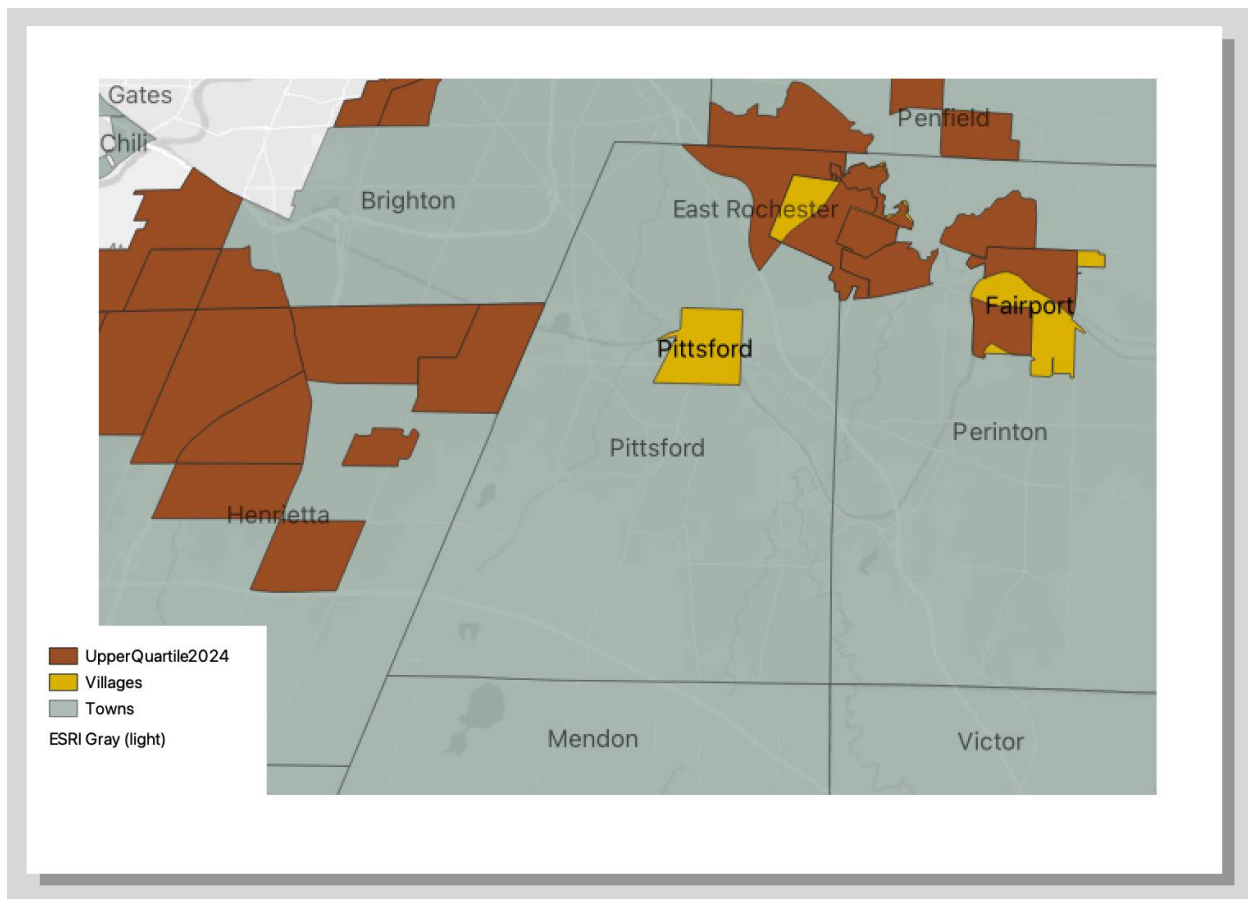 Gates
Chili
Penfield
Brighton
East Rochester
Fairport
Pittsford
Perinton
Pittsford
Henrietta
UpperQuartile2024
Villages
Towns
ESRI Gray (light)
Mendon
Victor